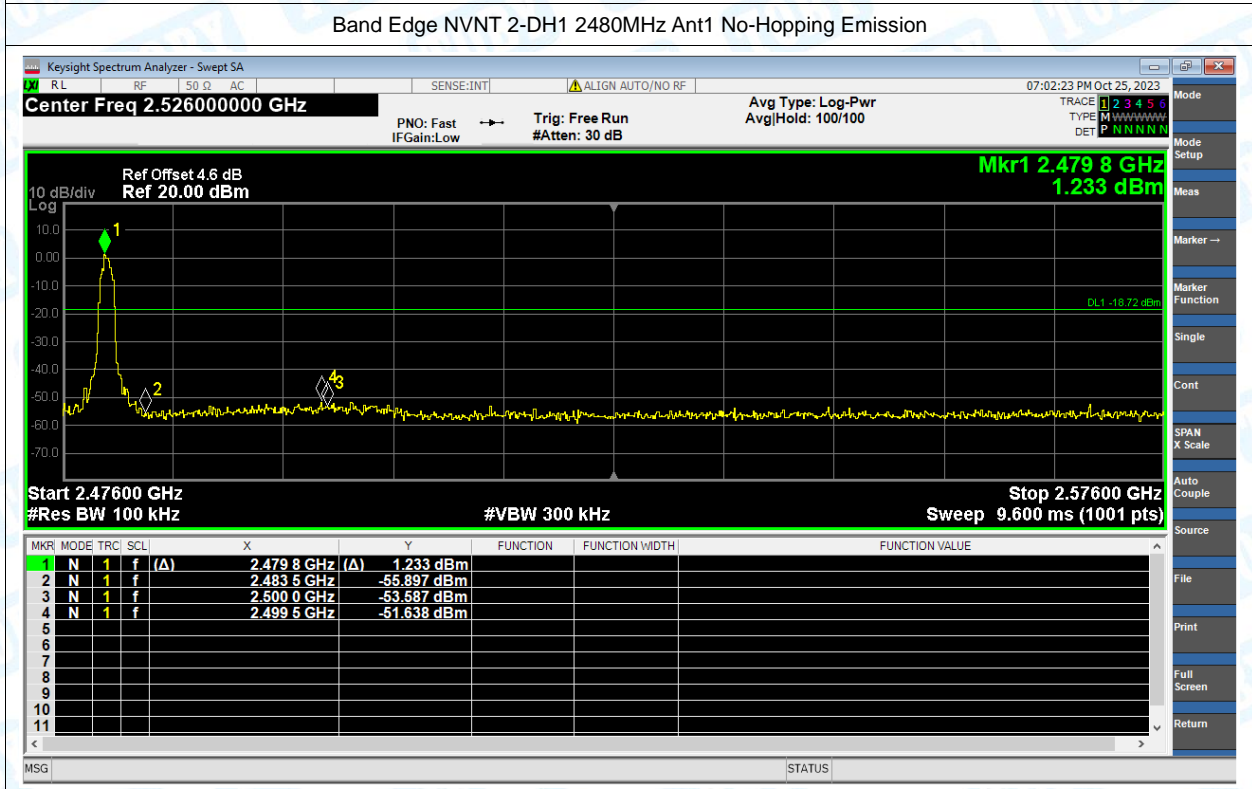 Band Edge NVNT 2-DH1 2480MHz Ant1 No-Hopping Emission
Keysight Spectrum Analyzer - Swept SA
LXI RL RF 50 Ω AC SENSE:INT ALIGN AUTO/NO RF 07:02:23 PM Oct 25, 2023
Center Freq 2.526000000 GHz
PNO: Fast
IFGain:Low
Trig: Free Run
#Atten: 30 dB
Avg Type: Log-Pwr
Avg|Hold: 100/100
TRACE 1 2 3 4 5 6
TYPE M WWWWW
DET P N N N N N
Ref Offset 4.6 dB
10 dB/div Ref 20.00 dBm
Log
Mkr1 2.479 8 GHz
1.233 dBm
10.0
0.00
-10.0
-20.0
-30.0
-40.0
-50.0
-60.0
-70.0
1
2
4
3
DL1 -18.72 dBm
Start 2.47600 GHz Stop 2.57600 GHz
#Res BW 100 kHz #VBW 300 kHz Sweep 9.600 ms (1001 pts)
MKR MODE TRC SCL X Y FUNCTION FUNCTION WIDTH FUNCTION VALUE
1 N 1 f (Δ) 2.479 8 GHz (Δ) 1.233 dBm
2 N 1 f 2.483 5 GHz -55.897 dBm
3 N 1 f 2.500 0 GHz -53.587 dBm
4 N 1 f 2.499 5 GHz -51.638 dBm
5
6
7
8
9
10
11
MSG STATUS
Mode
Mode
Setup
Meas
Marker →
Marker
Function
Single
Cont
SPAN
X Scale
Auto
Couple
Source
File
Print
Full
Screen
Return